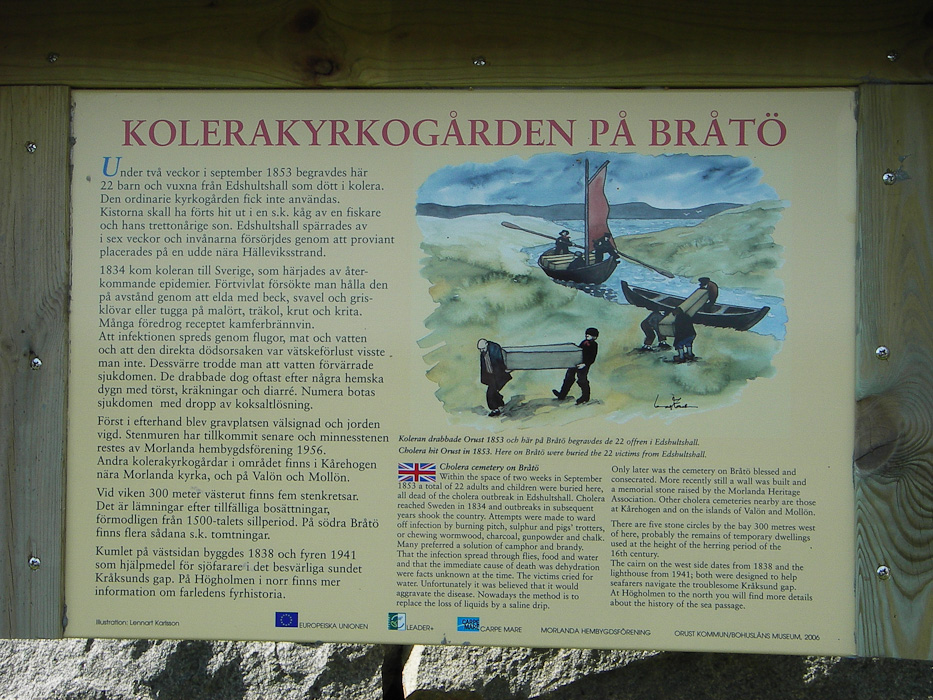 KOLERAKYRKOGÅRDEN PÅ BRÅTÖ
Under två veckor i september 1853 begravdes här
22 barn och vuxna från Edshultshall som dött i kolera.
Den ordinarie kyrkogården fick inte användas.
Kistorna skall ha förts hit ut i en s.k. kåg av en fiskare
och hans trettonårige son. Edshultshall spärrades av
i sex veckor och invånarna försörjdes genom att proviant
placerades på en udde nära Hälleviksstrand.
1834 kom koleran till Sverige, som härjades av åter-
kommande epidemier. Förtvivlat försökte man hålla den
på avstånd genom att elda med beck, svavel och gris-
klövar eller tugga på malört, träkol, krut och krita.
Många föredrog receptet kamferbrännvin.
Att infektionen spreds genom flugor, mat och vatten
och att den direkta dödsorsaken var vätskeförlust visste
man inte. Dessvärre trodde man att vatten förvärrade
sjukdomen. De drabbade dog oftast efter några hemska
dygn med törst, kräkningar och diarré. Numera botas
sjukdomen med dropp av koksaltlösning.
Först i efterhand blev gravplatsen välsignad och jorden
vigd. Stenmuren har tillkommit senare och minnesstenen
restes av Morlanda hembygdsförening 1956.
Andra kolerakyrkogårdar i området finns i Kårehogen
nära Morlanda kyrka, och på Valön och Mollön.
Vid viken 300 meter västerut finns fem stenkretsar.
Det är lämningar efter tillfälliga bosättningar,
förmodligen från 1500-talets sillperiod. På södra Bråtö
finns flera sådana s.k. tomtningar.
Kumlet på västsidan byggdes 1838 och fyren 1941
som hjälpmedel för sjöfarare i det besvärliga sundet
Kråksunds gap. På Högholmen i norr finns mer
information om farledens fyrhistoria.
Koleran drabbade Orust 1853 och här på Bråtö begravdes de 22 offren i Edshultshall.
Cholera hit Orust in 1853. Here on Bråtö were buried the 22 victims from Edshultshall.
Cholera cemetery on Bråtö
Within the space of two weeks in September
1853 a total of 22 adults and children were buried here,
all dead of the cholera outbreak in Edshultshall. Cholera
reached Sweden in 1834 and outbreaks in subsequent
years shook the country. Attempts were made to ward
off infection by burning pitch, sulphur and pigs' trotters,
or chewing wormwood, charcoal, gunpowder and chalk.
Many preferred a solution of camphor and brandy.
That the infection spread through flies, food and water
and that the immediate cause of death was dehydration
were facts unknown at the time. The victims cried for
water. Unfortunately it was believed that it would
aggravate the disease. Nowadays the method is to
replace the loss of liquids by a saline drip.
Only later was the cemetery on Bråtö blessed and
consecrated. More recently still a wall was built and
a memorial stone raised by the Morlanda Heritage
Association. Other cholera cemeteries nearby are those
at Kårehogen and on the islands of Valön and Mollön.
There are five stone circles by the bay 300 metres west
of here, probably the remains of temporary dwellings
used at the height of the herring period of the
16th century.
The cairn on the west side dates from 1838 and the
lighthouse from 1941; both were designed to help
seafarers navigate the troublesome Kråksund gap.
At Högholmen to the north you will find more details
about the history of the sea passage.
Illustration: Lennart Karlsson
EUROPEISKA UNIONEN
LEADER+
CARPE
MARE
CARPE MARE
MORLANDA HEMBYGDSFÖRENING
ORUST KOMMUN/BOHUSLÄNS MUSEUM, 2006